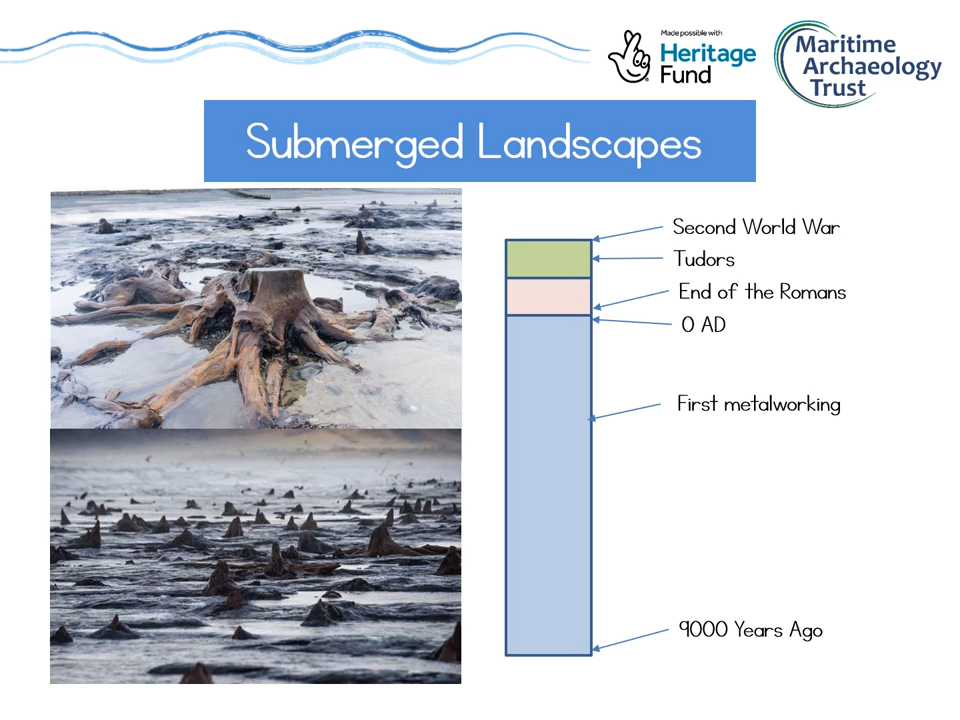 Made possible with
Heritage
Fund
Maritime
Archaeology
Trust
Submerged Landscapes
Second World War
Tudors
End of the Romans
0 AD
First metalworking
9000 Years Ago